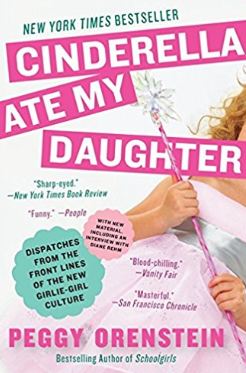 NEW YORK TIMES BESTSELLER
CINDERELLA
ATE MY
DAUGHTER
"Sharp-eyed."
—New York Times Book Review
"Funney." —People
WITH NEW
MATERIAL,
INCLUDING AN
INTERVIEW WITH
DIANE REHM
DISPATCHES
FROM THE
FRONT LINES
OF THE NEW
GIRLIE-GIRL
CULTURE
"Blood-chilling."
—Vanity Fair
"Masterful."
—San Francisco Chronicle
PEGGY ORENSTEIN
Bestselling Author of Schoolgirls